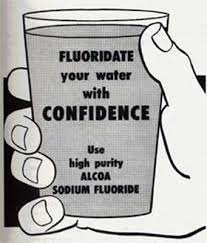 FLUORIDATE
your water
with
CONFIDENCE
Use
high purity
ALCOA
SODIUM FLUORIDE